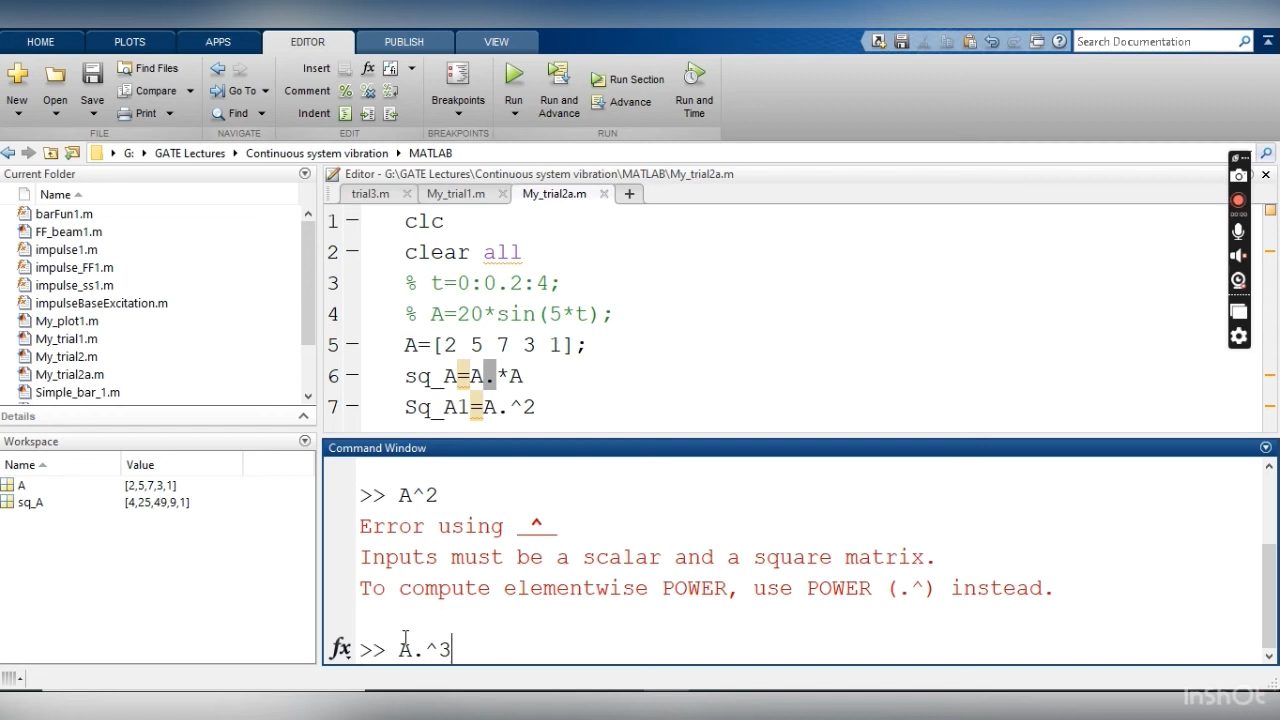 HOME PLOTS APPS EDITOR PUBLISH VIEW Search Documentation
New Open Save Find Files Compare Print Go To Find Insert fx Comment Indent Breakpoints Run Run and Advance Run Section Advance Run and Time
FILE NAVIGATE EDIT BREAKPOINTS RUN
G: GATE Lectures Continuous system vibration MATLAB
Current Folder
Name
barFun1.m
FF_beam1.m
impulse1.m
impulse_FF1.m
impulse_ss1.m
impulseBaseExcitation.m
My_plot1.m
My_trial1.m
My_trial2.m
My_trial2a.m
Simple_bar_1.m
Details
Workspace
Name Value
A [2,5,7,3,1]
sq_A [4,25,49,9,1]
Editor - G:\GATE Lectures\Continuous system vibration\MATLAB\My_trial2a.m
trial3.m My_trial1.m My_trial2a.m
1 clc
2 clear all
3 % t=0:0.2:4;
4 % A=20*sin(5*t);
5 A=[2 5 7 3 1];
6 sq_A=A.*A
7 Sq_A1=A.^2
Command Window
>> A^2
Error using ^
Inputs must be a scalar and a square matrix.
To compute elementwise POWER, use POWER (.^) instead.
fx >> A.^3
00:00
InShOt